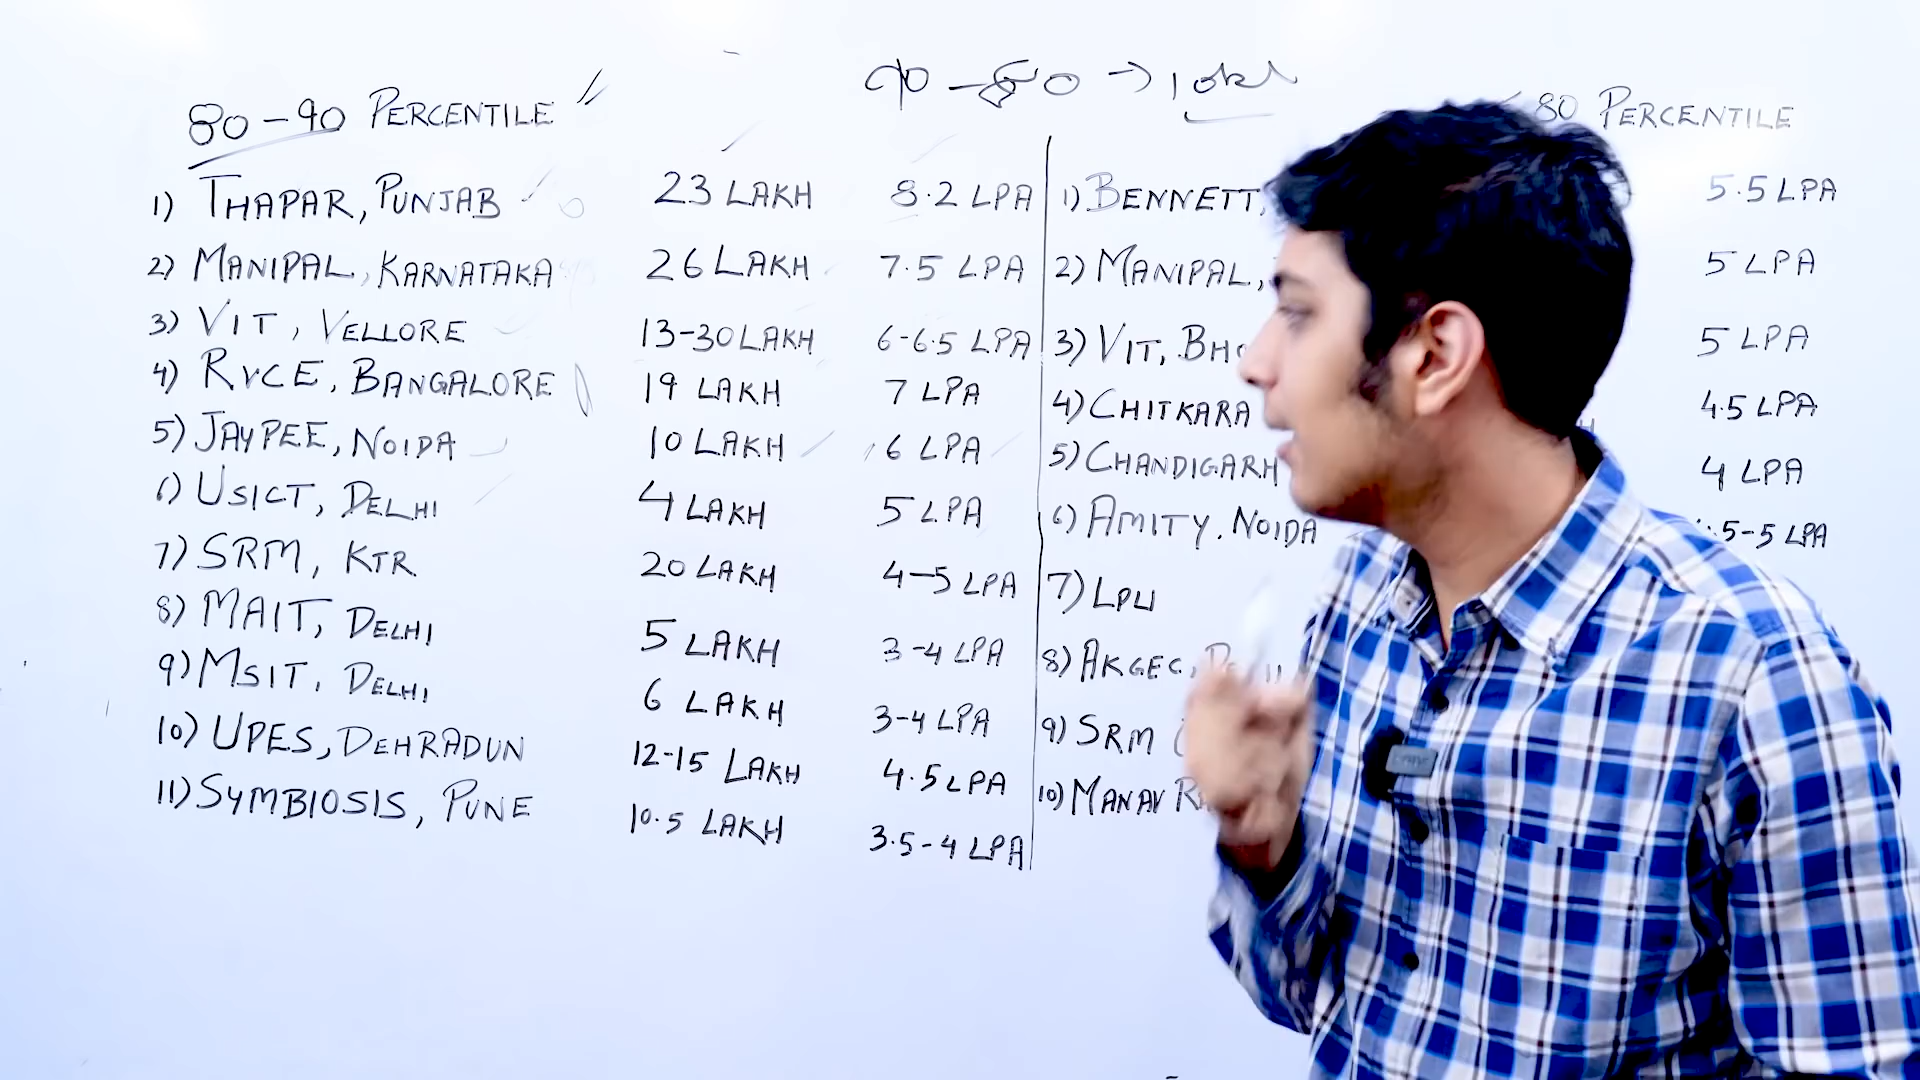 90-80 → 10k
80-90 PERCENTILE
1) THAPAR, PUNJAB 23 LAKH 8.2 LPA
2) MANIPAL, KARNATAKA 26 LAKH 7.5 LPA
3) VIT, VELLORE 13-30 LAKH 6-6.5 LPA
4) RVCE, BANGALORE 19 LAKH 7 LPA
5) JAYPEE, NOIDA 10 LAKH 6 LPA
6) USICT, DELHI 4 LAKH 5 LPA
7) SRM, KTR 20 LAKH 4-5 LPA
8) MAIT, DELHI 5 LAKH 3-4 LPA
9) MSIT, DELHI 6 LAKH 3-4 LPA
10) UPES, DEHRADUN 12-15 LAKH 4.5 LPA
11) SYMBIOSIS, PUNE 10.5 LAKH 3.5-4 LPA
80 PERCENTILE
1) BENNETT, 5.5 LPA
2) MANIPAL, 5 LPA
3) VIT, 5 LPA
4) CHITKARA 4.5 LPA
5) CHANDIGARH 4 LPA
6) AMITY, NOIDA .5-5 LPA
7) LPU
8) AKGEC,
9) SRM
10) MANAV